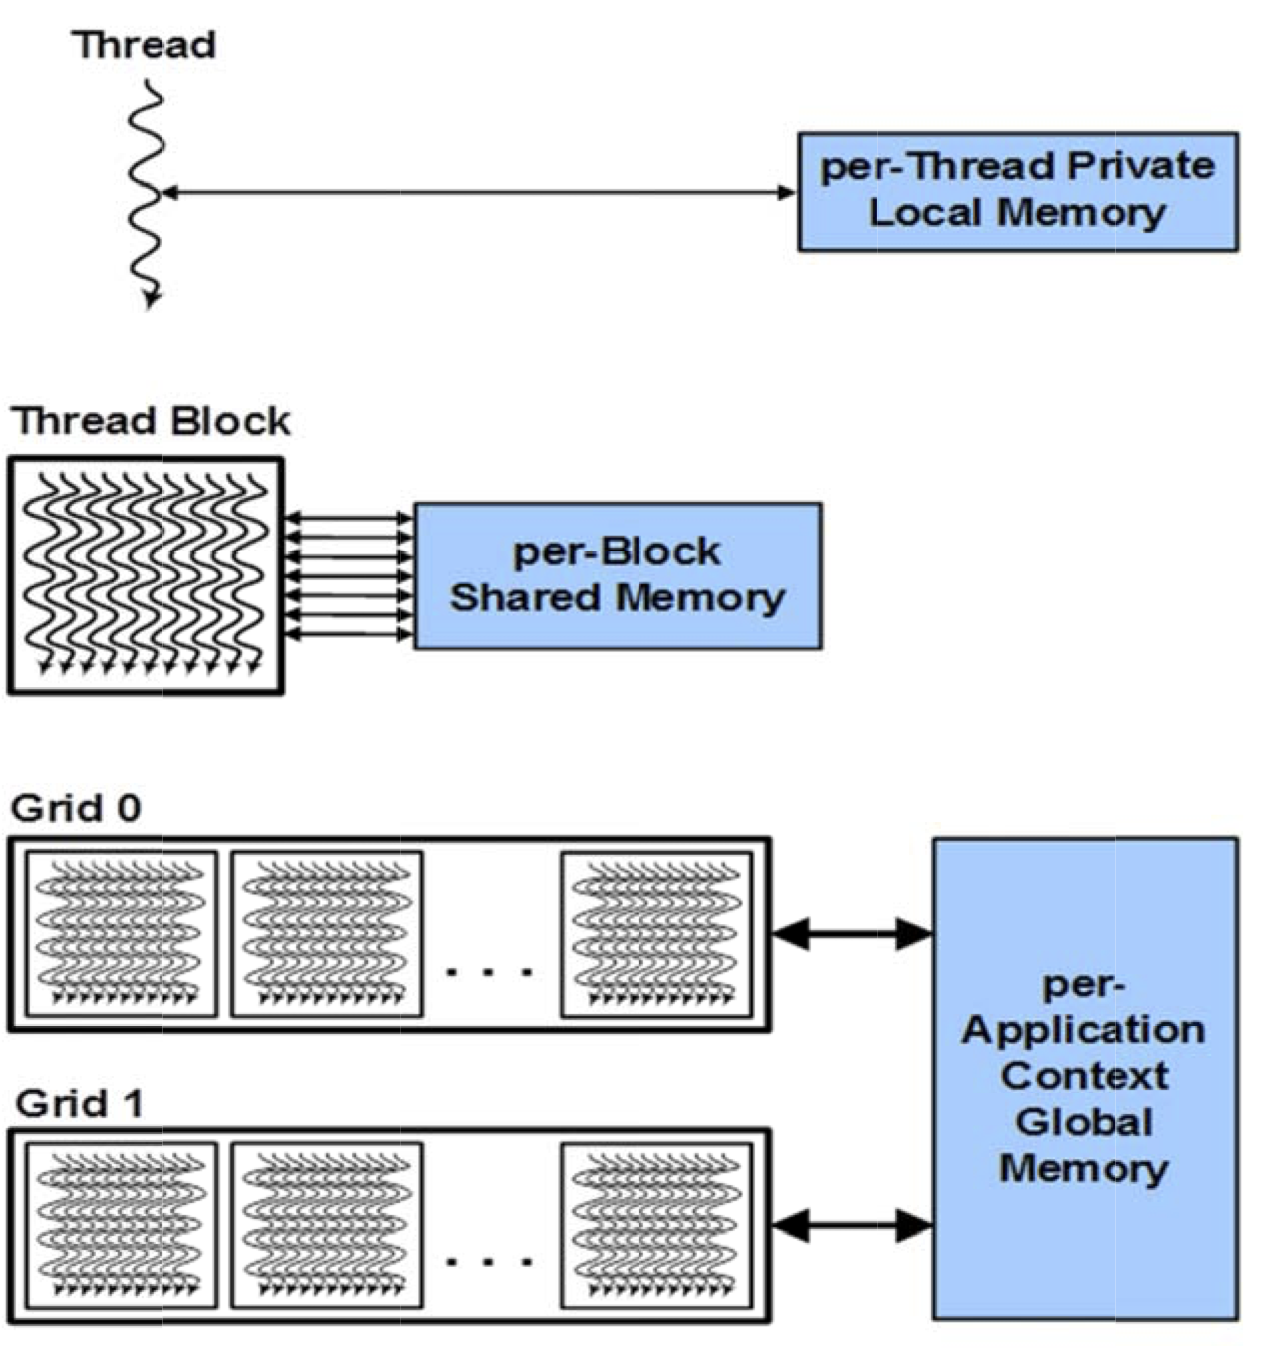 Thread
per-Thread Private
Local Memory
Thread Block
per-Block
Shared Memory
Grid 0
. . .
per-
Application
Context
Global
Memory
Grid 1
. . .